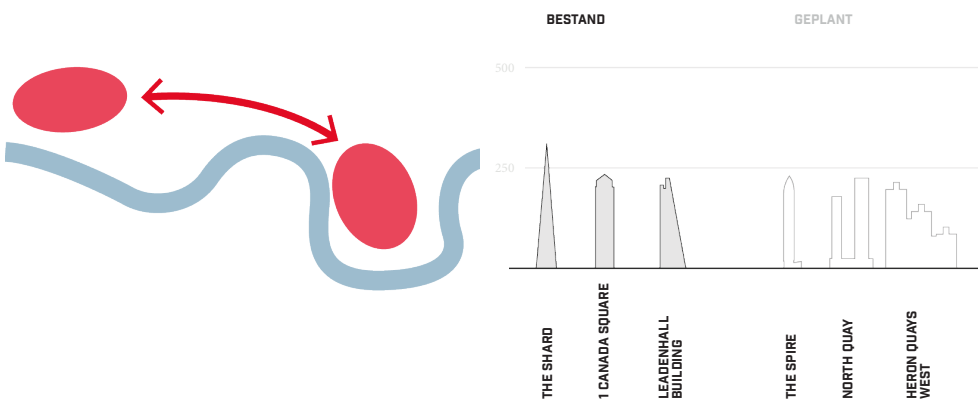 BESTAND
GEPLANT
500
250
THE SHARD
1 CANADA SQUARE
LEADENHALL
BUILDING
THE SPIRE
NORTH QUAY
HERON QUAYS
WEST